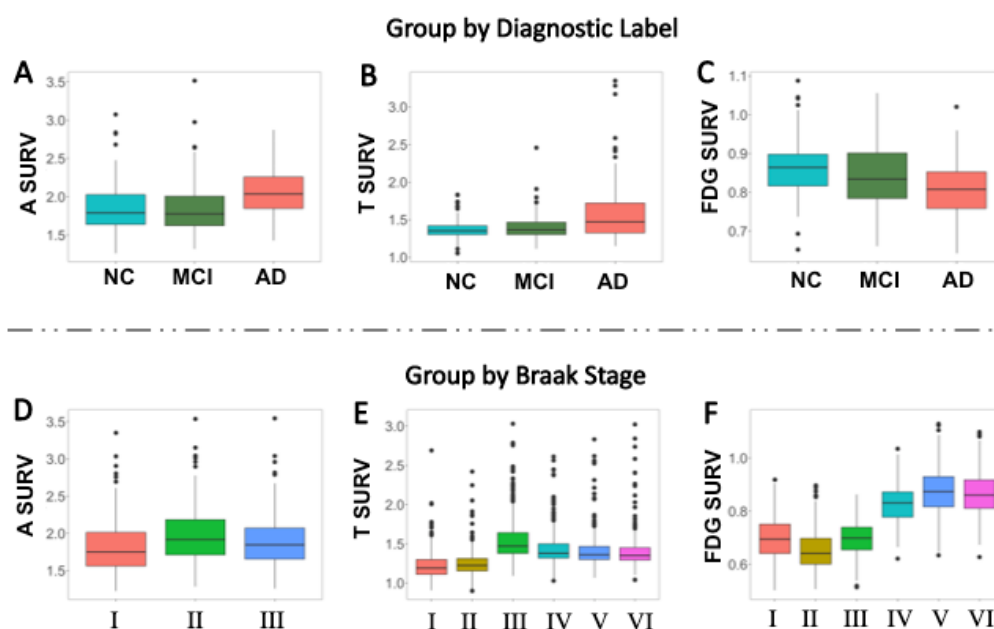 Group by Diagnostic Label
A
B
C
A SURV
3.5
3.0
2.5
2.0
1.5
NC MCI AD
T SURV
3.0
2.5
2.0
1.5
1.0
NC MCI AD
FDG SURV
1.1
1.0
0.9
0.8
0.7
NC MCI AD
Group by Braak Stage
D
E
F
A SURV
3.5
3.0
2.5
2.0
1.5
I II III
T SURV
3.0
2.5
2.0
1.5
1.0
I II III IV V VI
FDG SURV
1.0
0.8
0.6
I II III IV V VI